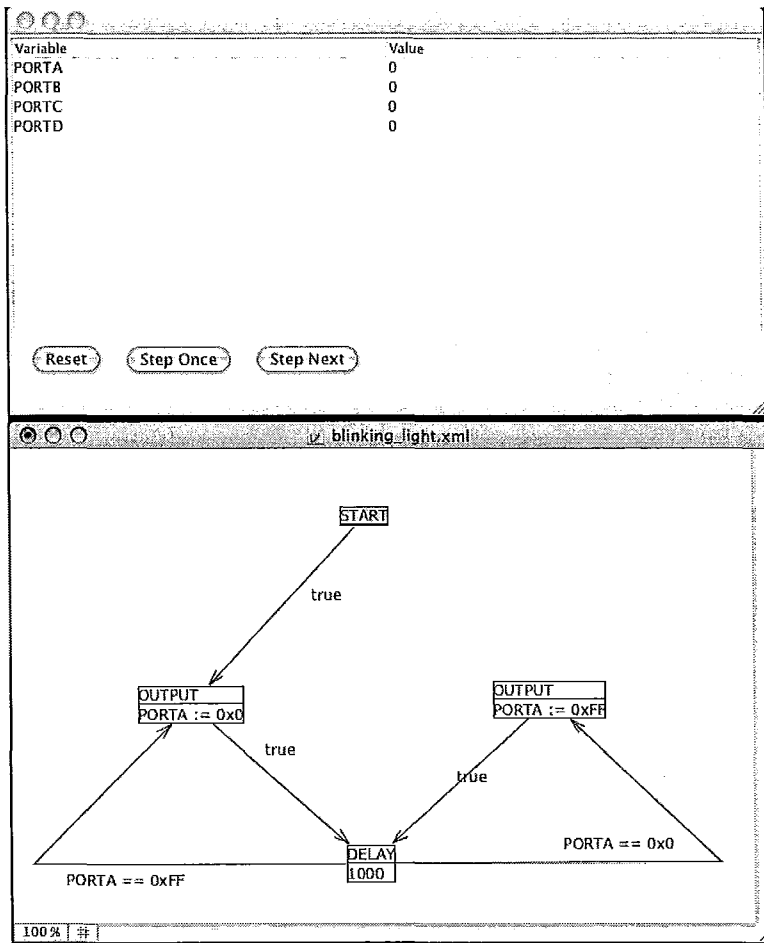 Variable Value
PORTA 0
PORTB 0
PORTC 0
PORTD 0
Reset Step Once Step Next
blinking_light.xml
START
true
OUTPUT
PORTA := 0x0
OUTPUT
PORTA := 0xFF
true
true
DELAY
1000
PORTA == 0xFF
PORTA == 0x0
100%